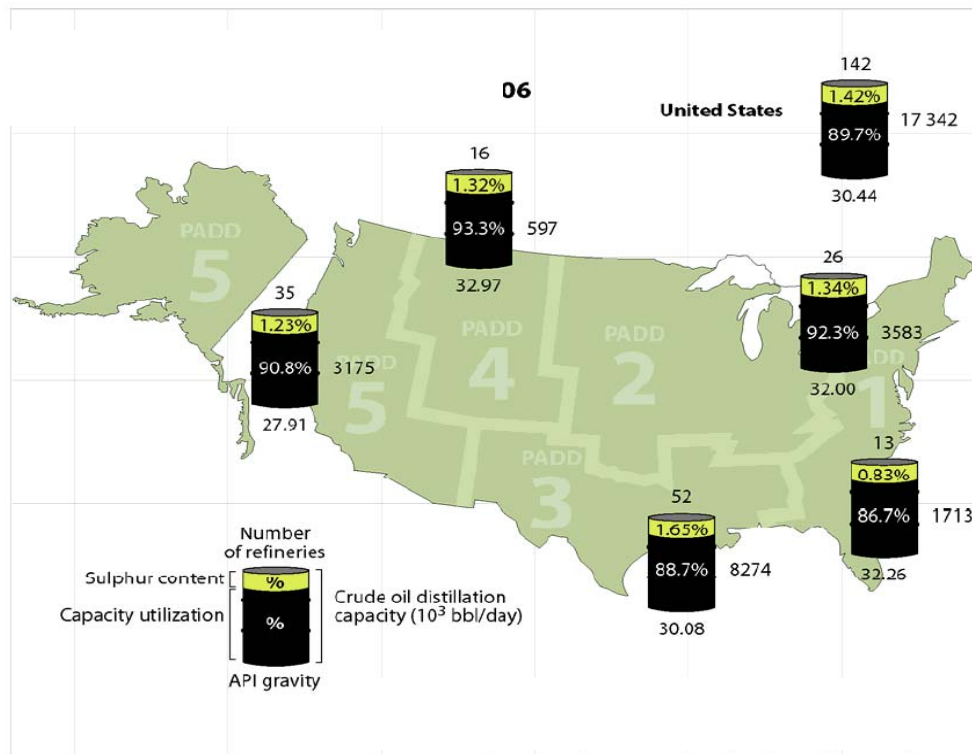 06
United States
142
1.42%
89.7%
17 342
30.44
16
1.32%
93.3%
597
32.97
26
1.34%
92.3%
3583
32.00
35
1.23%
90.8%
3175
27.91
PADD
5
PADD
5
PADD
4
PADD
2
PADD
1
PADD
3
13
0.83%
86.7%
1713
32.26
52
1.65%
88.7%
8274
30.08
Number
of refineries
Sulphur content
%
Capacity utilization
%
Crude oil distillation
capacity (10³ bbl/day)
API gravity